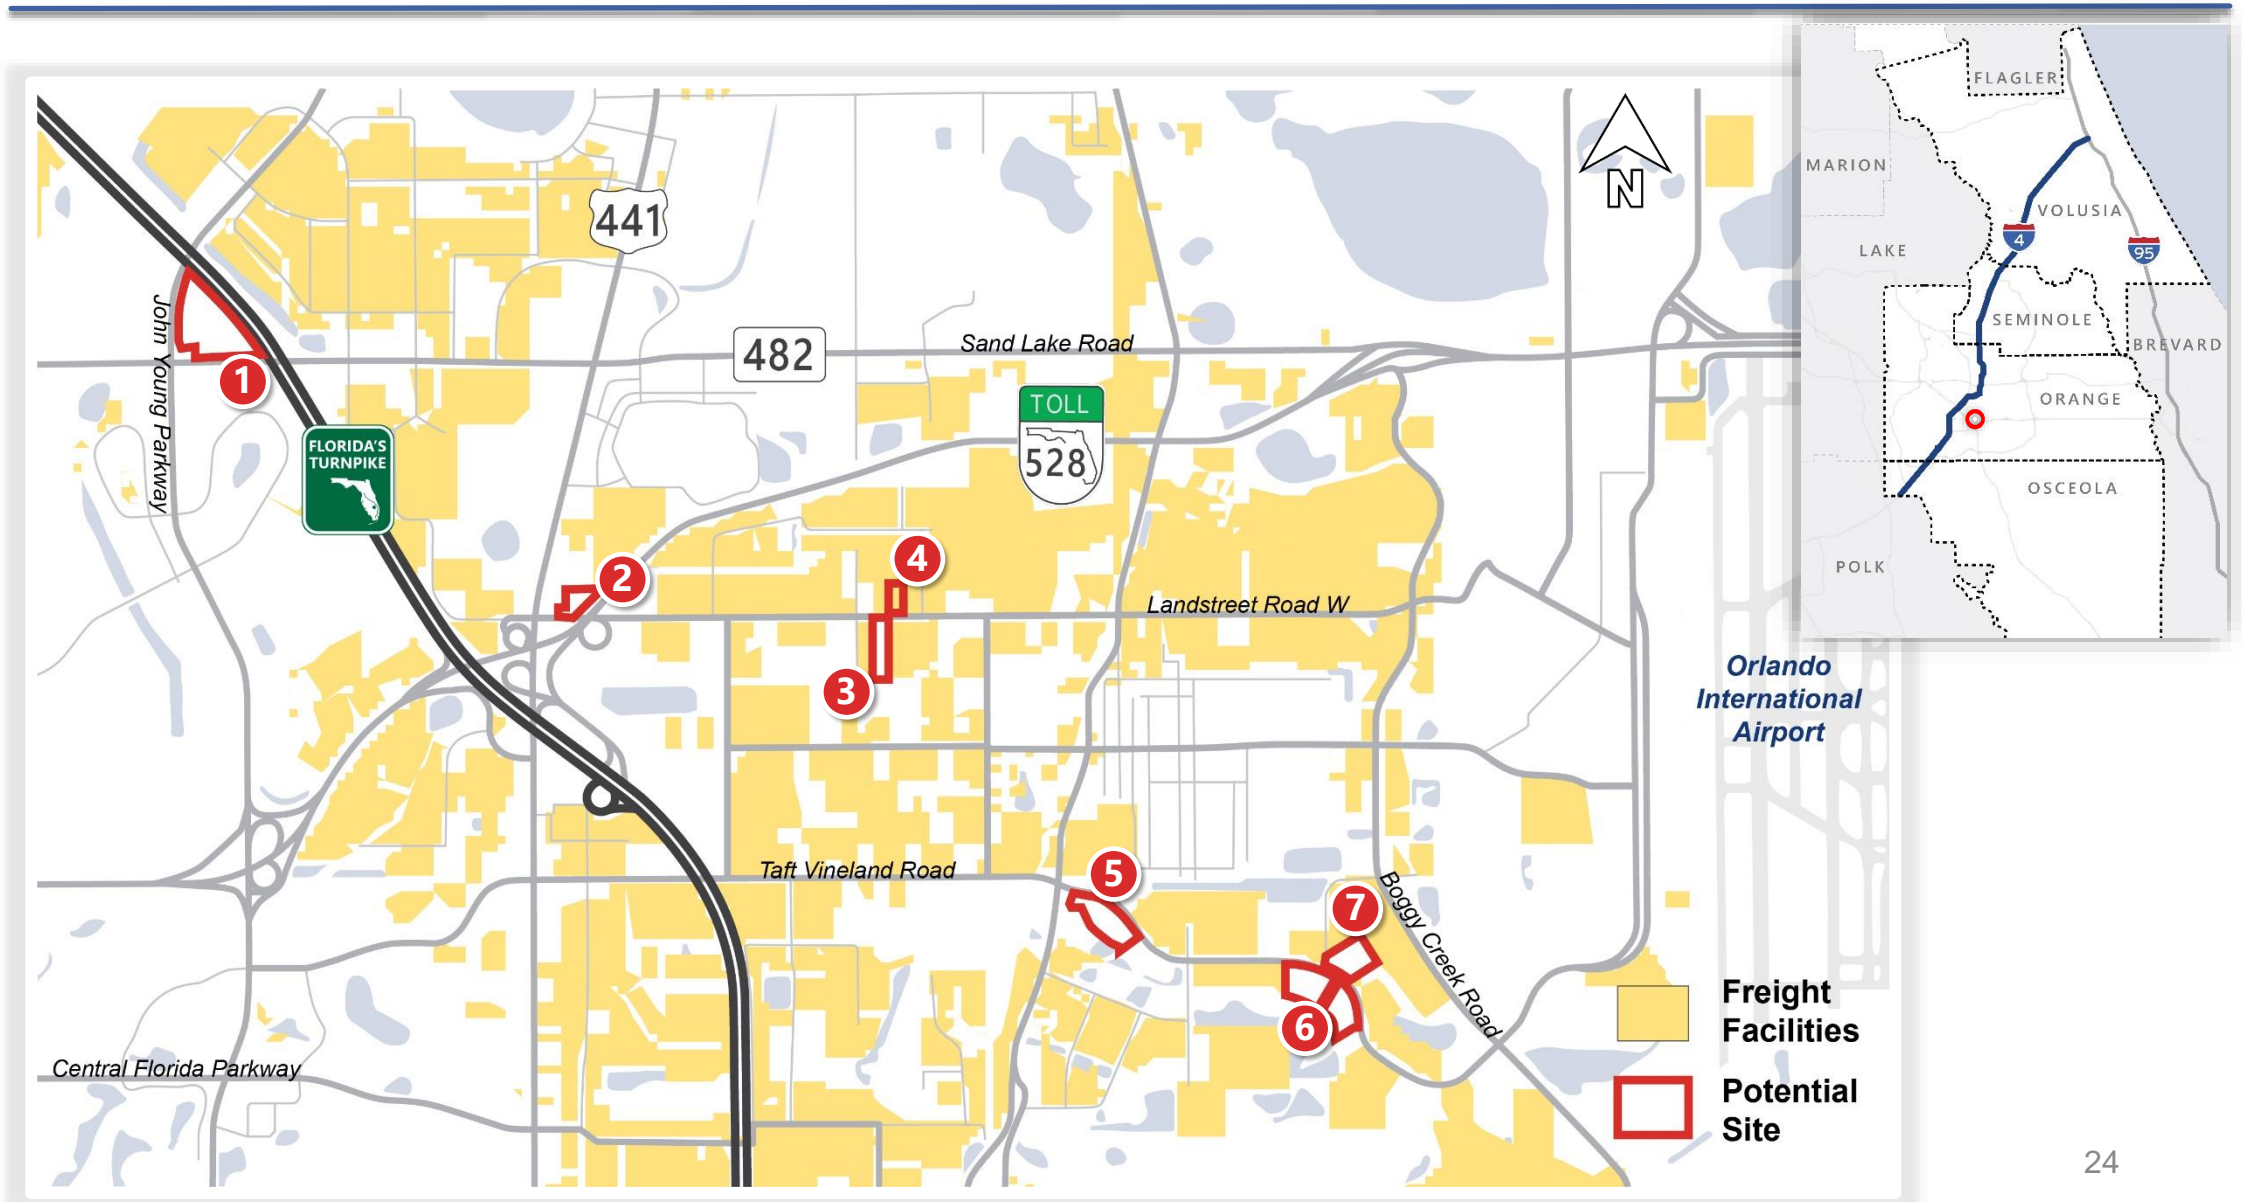 FLAGLER
MARION
VOLUSIA
4
95
LAKE
SEMINOLE
BREVARD
ORANGE
OSCEOLA
POLK
N
441
482
Sand Lake Road
John Young Parkway
1
TOLL
528
FLORIDA'S
TURNPIKE
2
4
Landstreet Road W
3
Orlando
International
Airport
Taft Vineland Road
5
7
Boggy Creek Road
6
Central Florida Parkway
Freight
Facilities
Potential
Site
24